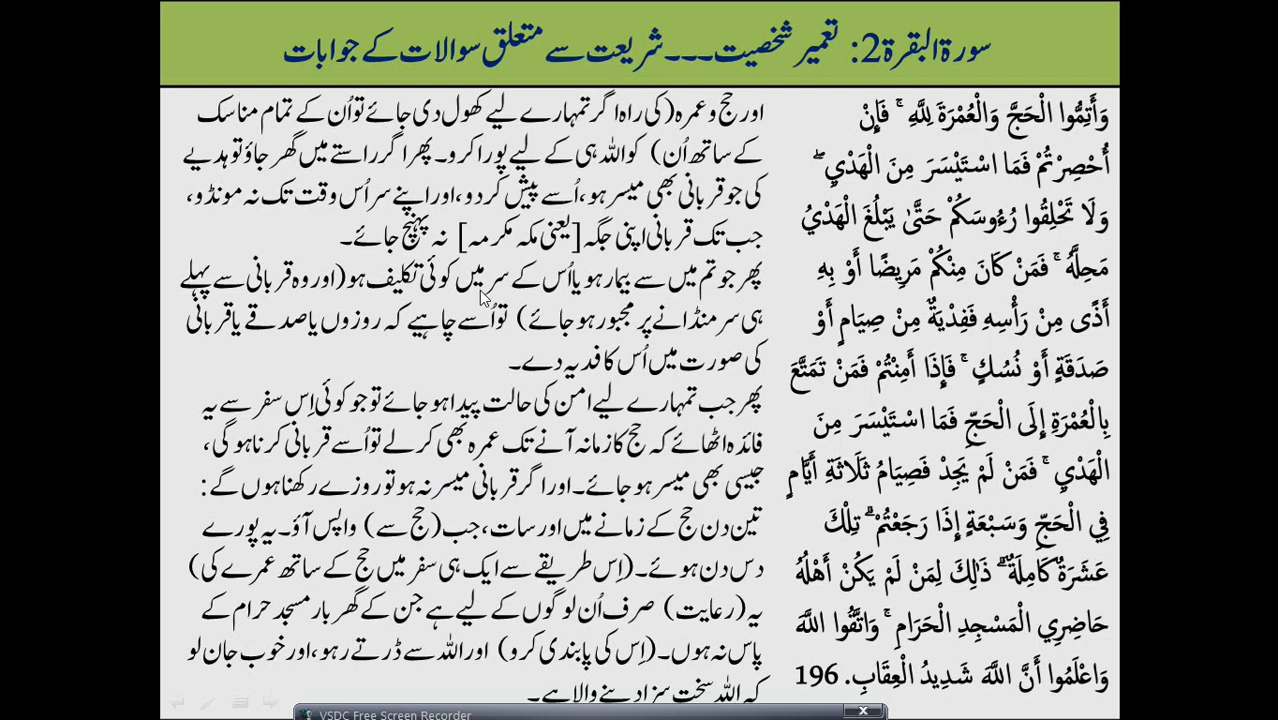 سورۃ البقرۃ 2: تعمیر شخصیت۔۔۔شریعت سے متعلق سوالات کے جوابات
وَأَتِمُّوا الْحَجَّ وَالْعُمْرَةَ لِلَّهِ ۚ فَإِنْ
أُحْصِرْتُمْ فَمَا اسْتَيْسَرَ مِنَ الْهَدْيِ ۖ
وَلَا تَحْلِقُوا رُءُوسَكُمْ حَتَّىٰ يَبْلُغَ الْهَدْيُ
مَحِلَّهُ ۚ فَمَنْ كَانَ مِنْكُمْ مَرِيضًا أَوْ بِهِ
أَذًى مِنْ رَأْسِهِ فَفِدْيَةٌ مِنْ صِيَامٍ أَوْ
صَدَقَةٍ أَوْ نُسُكٍ ۚ فَإِذَا أَمِنْتُمْ فَمَنْ تَمَتَّعَ
بِالْعُمْرَةِ إِلَى الْحَجِّ فَمَا اسْتَيْسَرَ مِنَ
الْهَدْيِ ۚ فَمَنْ لَمْ يَجِدْ فَصِيَامُ ثَلَاثَةِ أَيَّامٍ
فِي الْحَجِّ وَسَبْعَةٍ إِذَا رَجَعْتُمْ ۗ تِلْكَ
عَشَرَةٌ كَامِلَةٌ ۗ ذَٰلِكَ لِمَنْ لَمْ يَكُنْ أَهْلُهُ
حَاضِرِي الْمَسْجِدِ الْحَرَامِ ۚ وَاتَّقُوا اللَّهَ
وَاعْلَمُوا أَنَّ اللَّهَ شَدِيدُ الْعِقَابِ. 196
اور حج و عمرہ (کی راہ اگر تمہارے لیے کھول دی جائے تو اُن کے تمام مناسک
کے ساتھ اُن) کو اللہ ہی کے لیے پورا کرو۔ پھر اگر راستے میں گھر جاؤ تو ہدیے
کی جو قربانی بھی میسر ہو، اُسے پیش کر دو، اور اپنے سر اُس وقت تک نہ مونڈو،
جب تک قربانی اپنی جگہ [یعنی مکہ مکرمہ] نہ پہنچ جائے۔
پھر جو تم میں سے بیمار ہو یا اُس کے سر میں کوئی تکلیف ہو (اور وہ قربانی سے پہلے
ہی سر منڈانے پر مجبور ہو جائے) تو اُسے چاہیے کہ روزوں یا صدقے یا قربانی
کی صورت میں اُس کا فدیہ دے۔
پھر جب تمہارے لیے امن کی حالت پیدا ہو جائے تو جو کوئی اِس سفر سے یہ
فائدہ اٹھائے کہ حج کا زمانہ آنے تک عمرہ بھی کر لے تو اُسے قربانی کرنا ہو گی،
جیسی بھی میسر ہو جائے۔ اور اگر قربانی میسر نہ ہو تو روزے رکھنا ہوں گے:
تین دن حج کے زمانے میں اور سات، جب (حج سے) واپس آؤ۔ یہ پورے
دس دن ہوئے۔ (اِس طریقے سے ایک ہی سفر میں حج کے ساتھ عمرے کی)
یہ (رعایت) صرف اُن لوگوں کے لیے ہے جن کے گھر بار مسجد حرام کے
پاس نہ ہوں۔ (اِس کی پابندی کرو) اور اللہ سے ڈرتے رہو، اور خوب جان لو
کہ اللہ سخت سزا دینے والا ہے۔
VSDC Free Screen Recorder